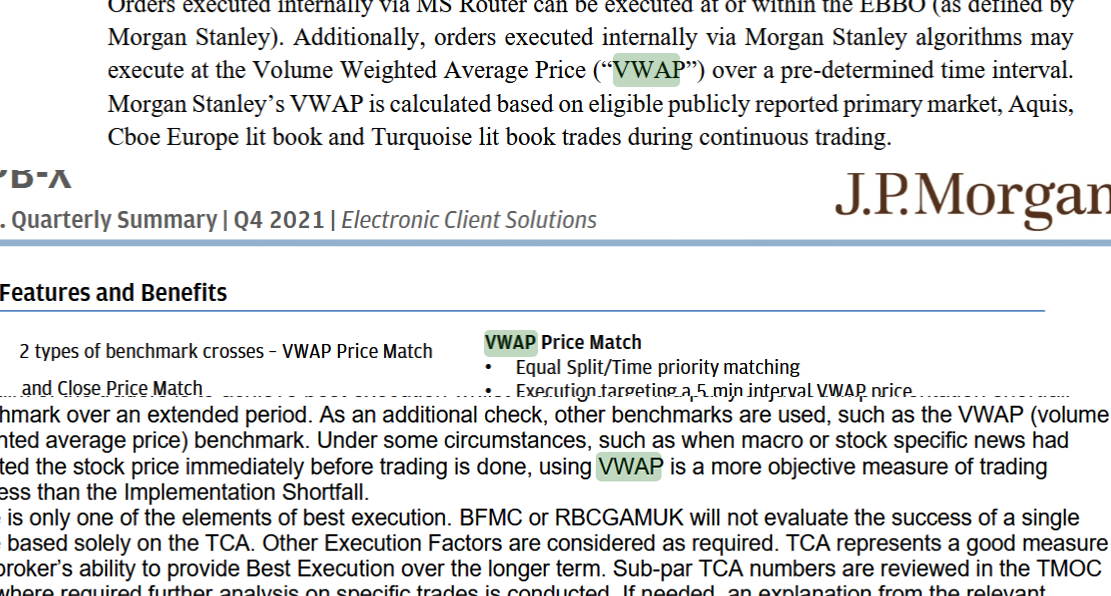 Orders executed internally via MS Router can be executed at or within the EBBO (as defined by
Morgan Stanley). Additionally, orders executed internally via Morgan Stanley algorithms may
execute at the Volume Weighted Average Price (“VWAP”) over a pre-determined time interval.
Morgan Stanley’s VWAP is calculated based on eligible publicly reported primary market, Aquis,
Cboe Europe lit book and Turquoise lit book trades during continuous trading.
PB-X
J.P.Morgan
. Quarterly Summary | Q4 2021 | Electronic Client Solutions
Features and Benefits
2 types of benchmark crosses – VWAP Price Match
and Close Price Match
VWAP Price Match
• Equal Split/Time priority matching
• Execution targeting a 5 min interval VWAP price
hmark over an extended period. As an additional check, other benchmarks are used, such as the VWAP (volume
nted average price) benchmark. Under some circumstances, such as when macro or stock specific news had
ted the stock price immediately before trading is done, using VWAP is a more objective measure of trading
ess than the Implementation Shortfall.
is only one of the elements of best execution. BFMC or RBCGAMUK will not evaluate the success of a single
based solely on the TCA. Other Execution Factors are considered as required. TCA represents a good measure
broker’s ability to provide Best Execution over the longer term. Sub-par TCA numbers are reviewed in the TMOC
where required further analysis on specific trades is conducted. If needed, an explanation from the relevant